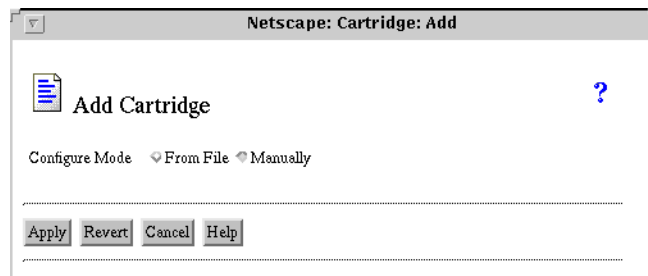 Netscape: Cartridge: Add
Add Cartridge
?
Configure Mode From File Manually
Apply Revert Cancel Help